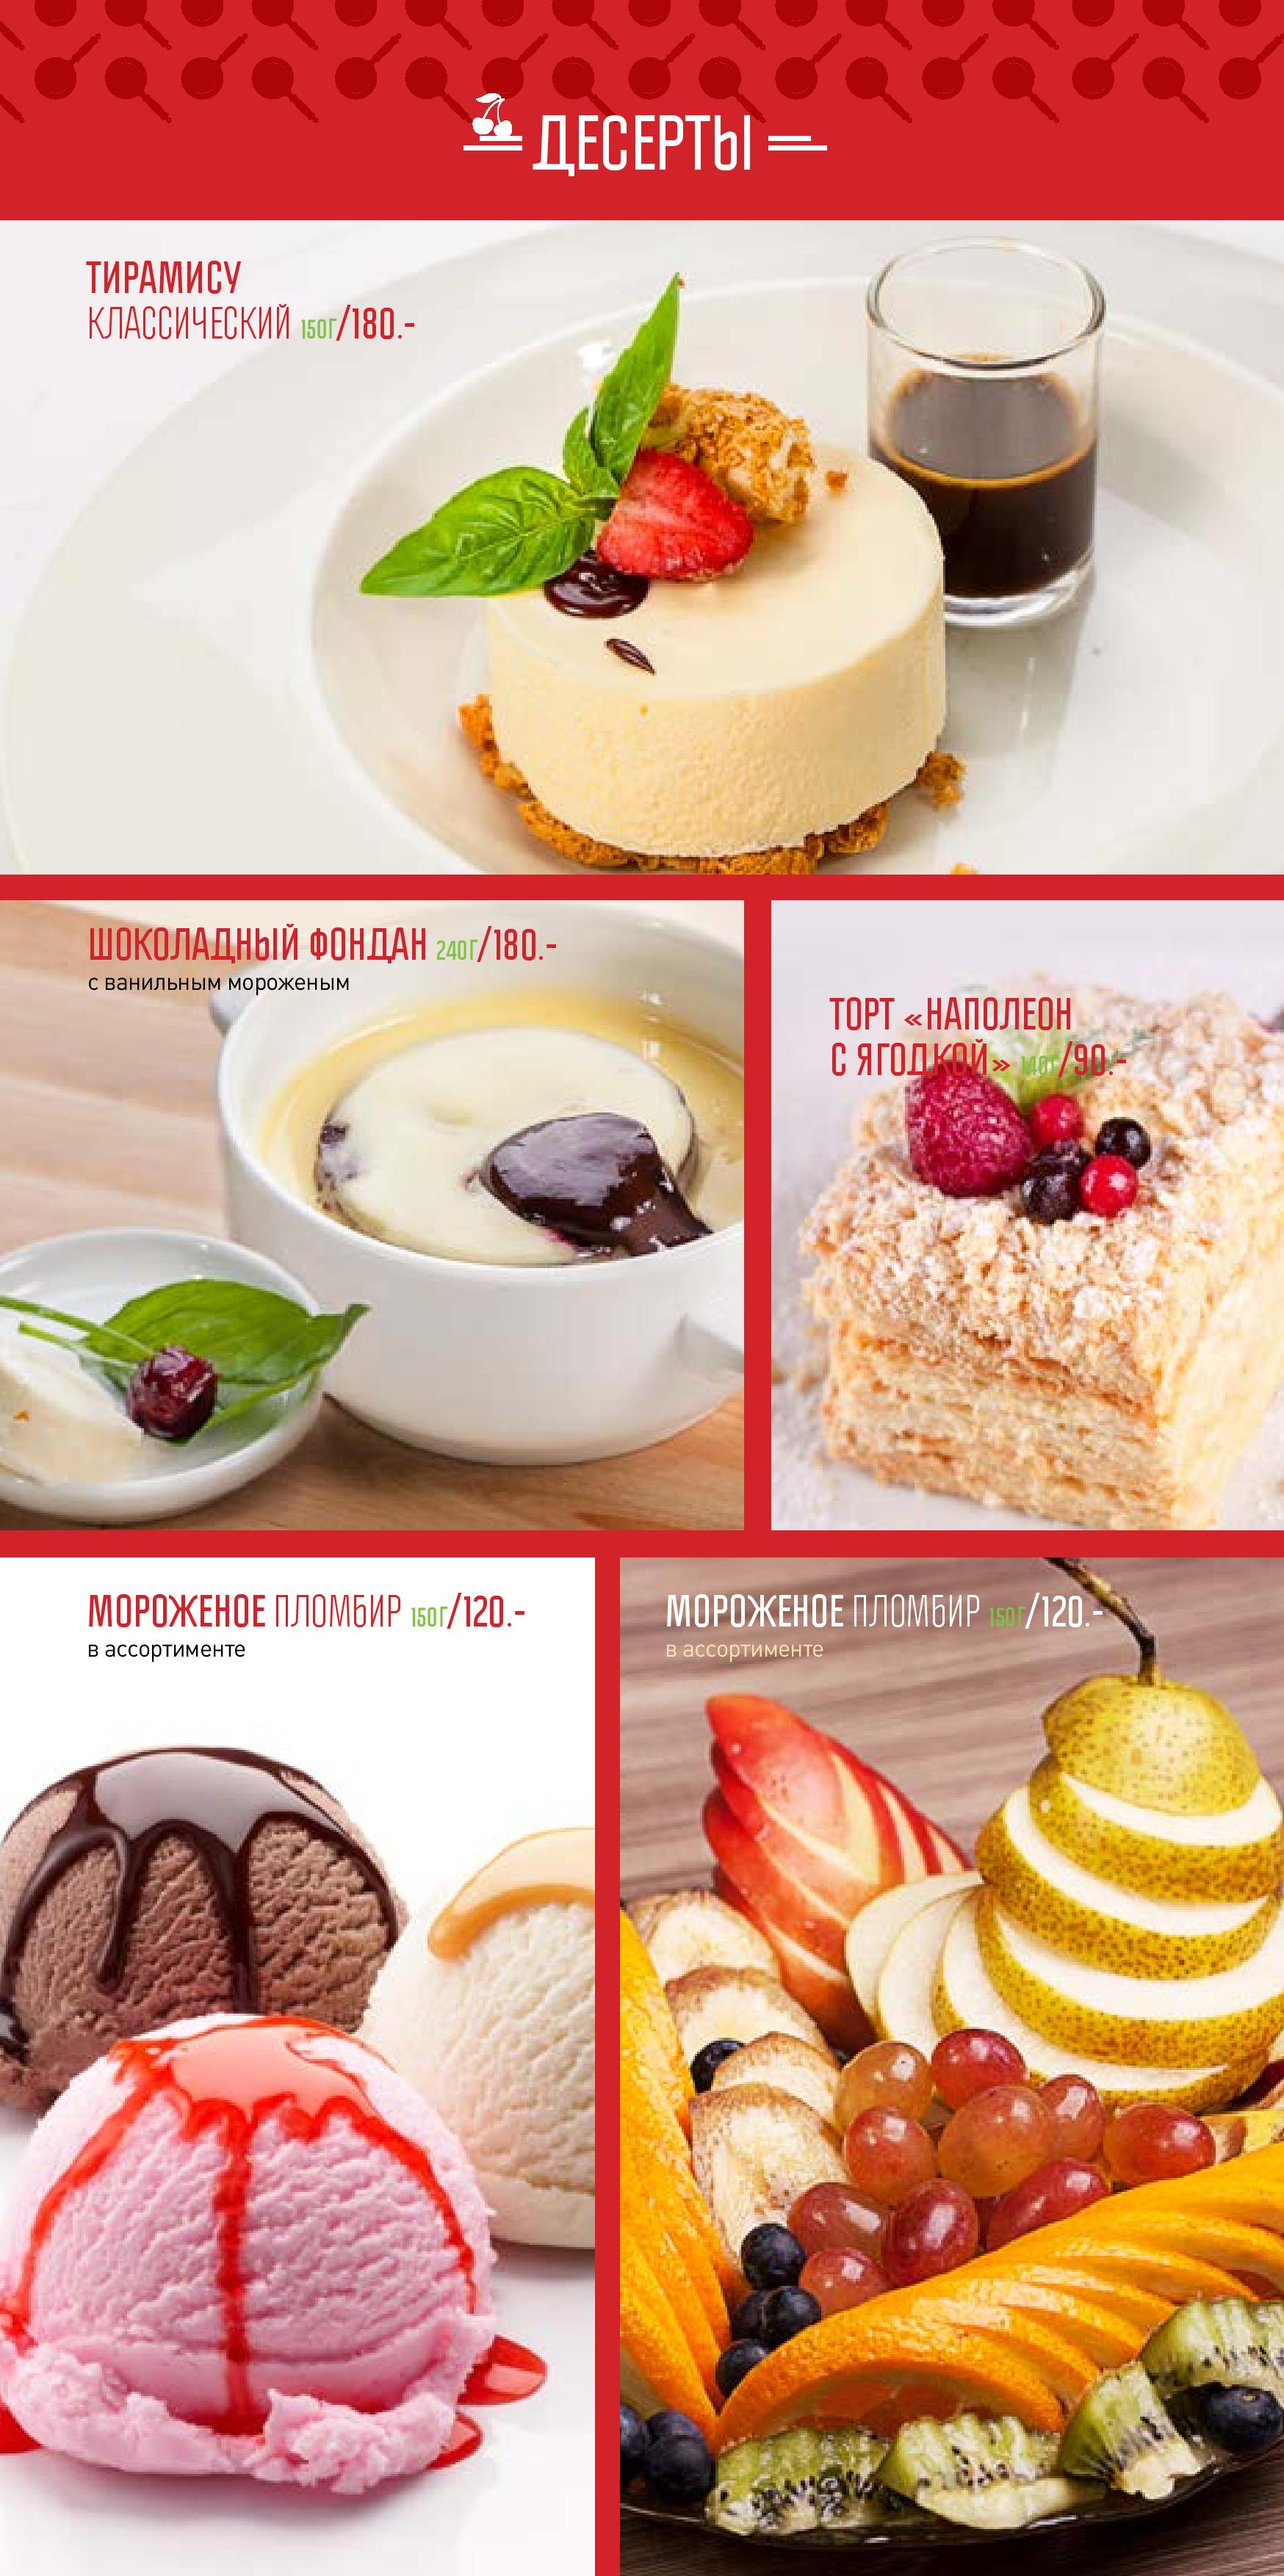 ДЕСЕРТЫ
ТИРАМИСУ
КЛАССИЧЕСКИЙ 150Г/180.-
ШОКОЛАДНЫЙ ФОНДАН 240Г/180.-
с ванильным мороженым
ТОРТ «НАПОЛЕОН
С ЯГОДКОЙ» 140Г/90.-
МОРОЖЕНОЕ ПЛОМБИР 150Г/120.-
в ассортименте
МОРОЖЕНОЕ ПЛОМБИР 150Г/120.-
в ассортименте